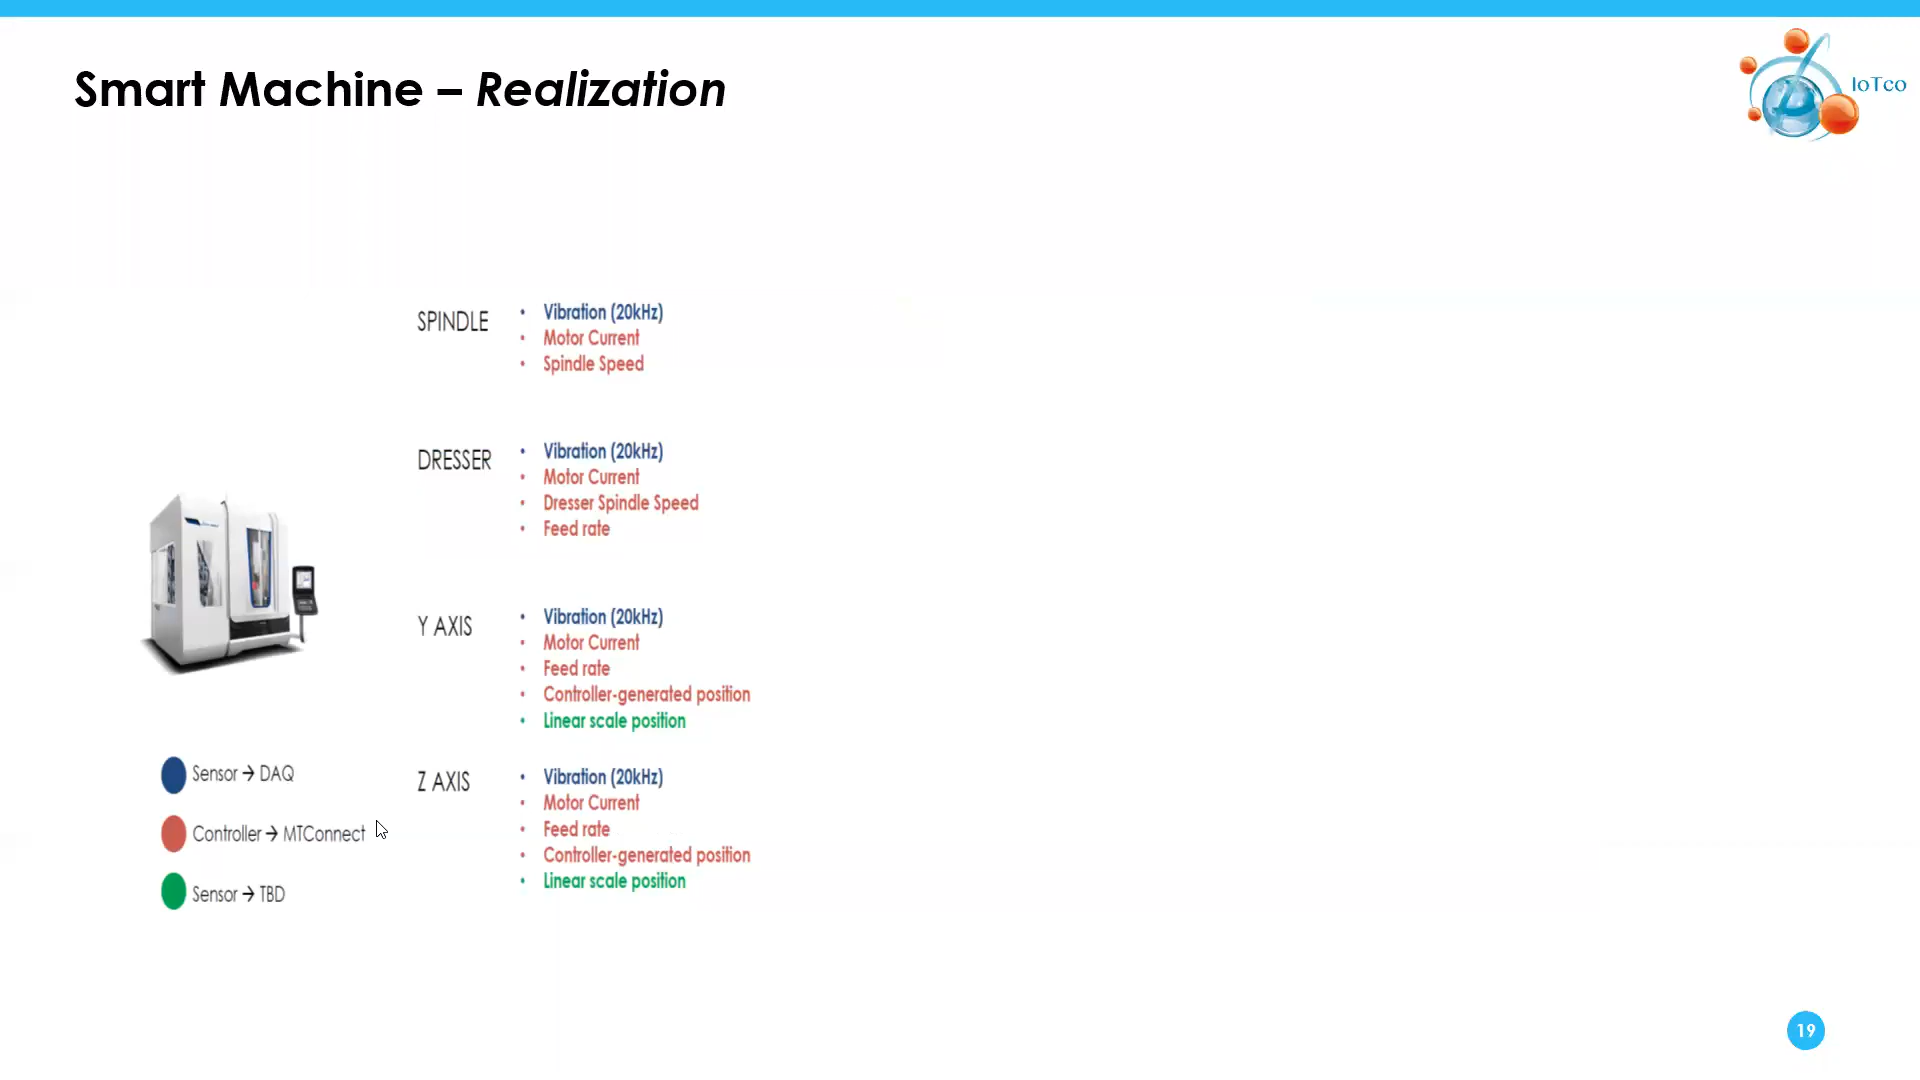 Smart Machine – Realization
IoTco
SPINDLE
• Vibration (20kHz)
• Motor Current
• Spindle Speed
DRESSER
• Vibration (20kHz)
• Motor Current
• Dresser Spindle Speed
• Feed rate
Y AXIS
• Vibration (20kHz)
• Motor Current
• Feed rate
• Controller-generated position
• Linear scale position
Z AXIS
• Vibration (20kHz)
• Motor Current
• Feed rate
• Controller-generated position
• Linear scale position
Sensor → DAQ
Controller → MTConnect
Sensor → TBD
19